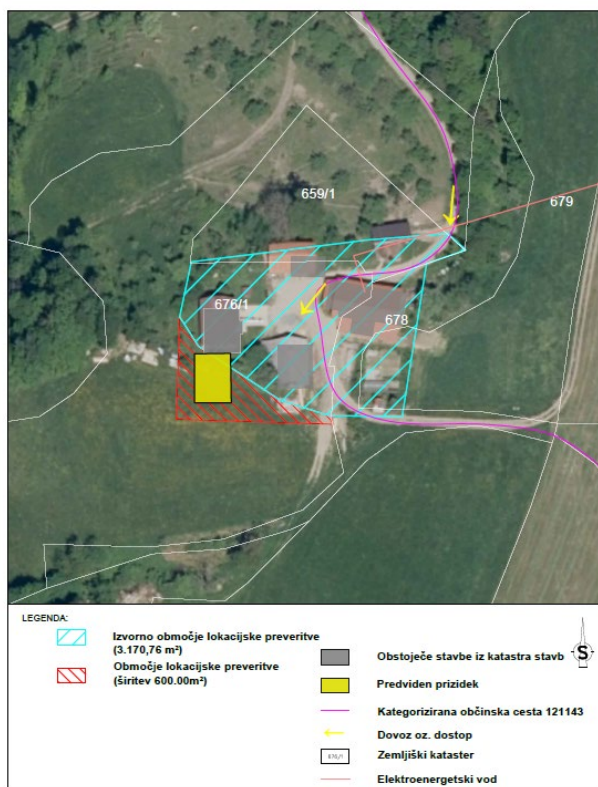 659/1
679
676/1
678
LEGENDA:
Izvorno območje lokacijske preveritve
(3.170,76 m²)
Območje lokacijske preveritve
(širitev 600.00m²)
S
Obstoječe stavbe iz katastra stavb
Predviden prizidek
Kategorizirana občinska cesta 121143
Dovoz oz. dostop
Zemljiški kataster
Elektroenergetski vod